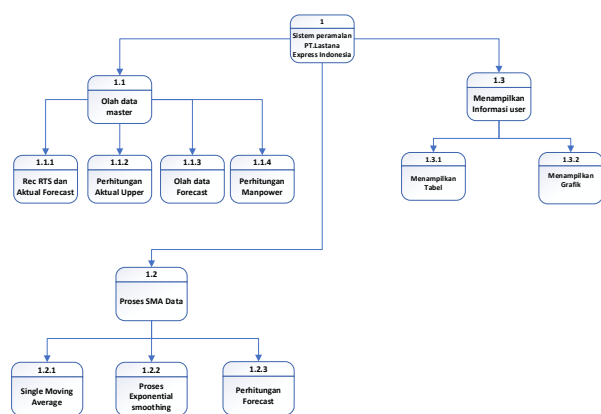 1
Sistem peramalan
PT.Lastana
Express Indonesia
1.1
Olah data
master
1.3
Menampilkan
Informasi user
1.1.1
Rec RTS dan
Aktual Forecast
1.1.2
Perhitungan
Aktual Upper
1.1.3
Olah data
Forecast
1.1.4
Perhitungan
Manpower
1.3.1
Menampilkan
Tabel
1.3.2
Menampilkan
Grafik
1.2
Proses SMA Data
1.2.1
Single Moving
Average
1.2.2
Proses
Exponential
smoothing
1.2.3
Perhitungan
Forecast